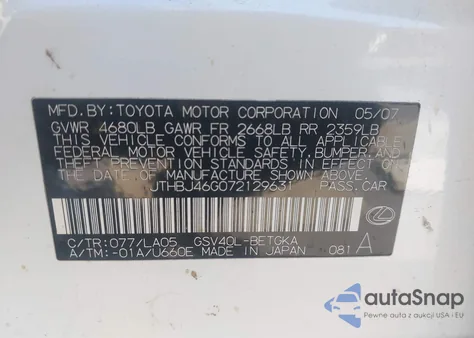 MFD. BY: TOYOTA MOTOR CORPORATION 05/07
GVWR 4680LB GAWR FR 2668LB RR 2359LB
THIS VEHICLE CONFORMS TO ALL APPLICABLE
FEDERAL MOTOR VEHICLE SAFETY, BUMPER, AND
THEFT PREVENTION STANDARDS IN EFFECT ON
THE DATE OF MANUFACTURE SHOWN ABOVE.
JTHBJ46G072129631 PASS.CAR
C/TR: 077/LA05 GSV40L-BETGKA
A/TM: -01A/U660E MADE IN JAPAN 081 A
autoSnap
Pewne auta z USA i EU